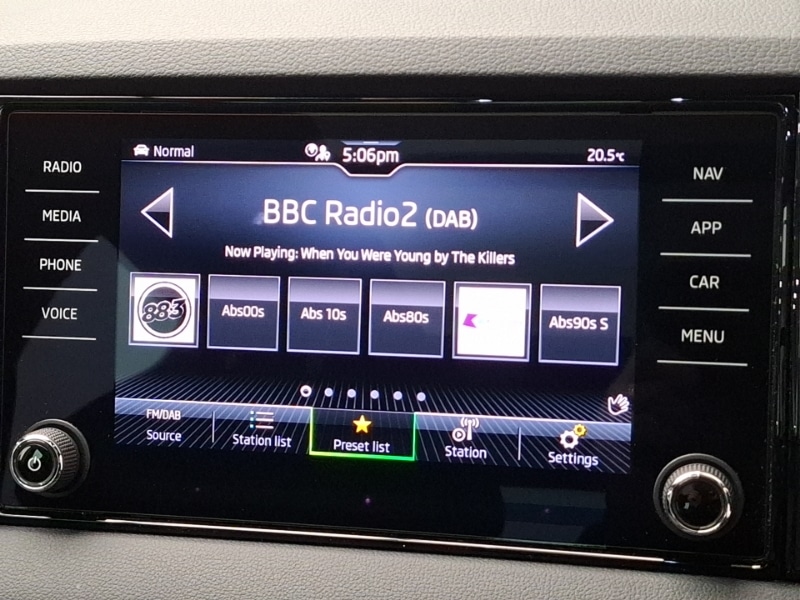 Normal
5:06pm
20.5°C
RADIO
MEDIA
PHONE
VOICE
NAV
APP
CAR
MENU
BBC Radio2 (DAB)
Now Playing: When You Were Young by The Killers
883
Abs00s
Abs 10s
Abs80s
Abs90s S
FM/DAB
Source
Station list
Preset list
Station
Settings